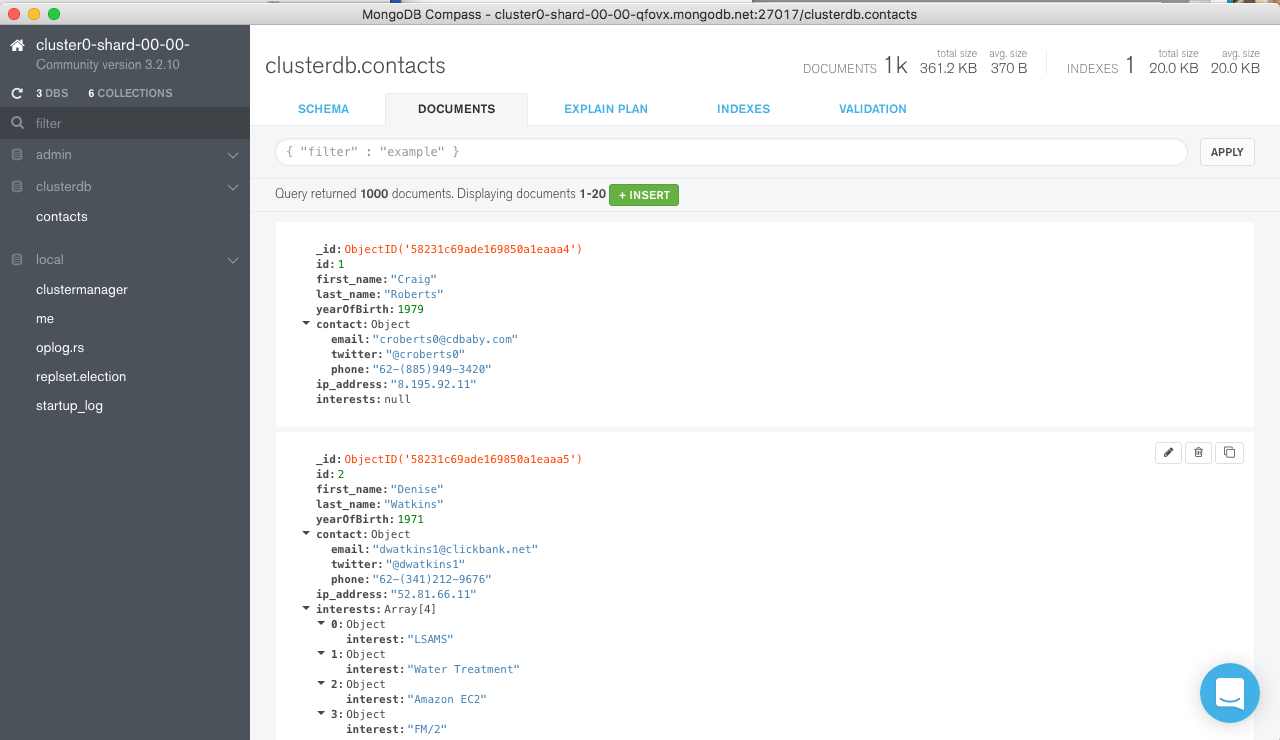 MongoDB Compass - cluster0-shard-00-00-qfovx.mongodb.net:27017/clusterdb.contacts
cluster0-shard-00-00-
Community version 3.2.10
3 DBS 6 COLLECTIONS
filter
admin
clusterdb
contacts
local
clustermanager
me
oplog.rs
replset.election
startup_log
clusterdb.contacts
DOCUMENTS 1k total size 361.2 KB avg. size 370 B INDEXES 1 total size 20.0 KB avg. size 20.0 KB
SCHEMA DOCUMENTS EXPLAIN PLAN INDEXES VALIDATION
{ "filter" : "example" } APPLY
Query returned 1000 documents. Displaying documents 1-20 + INSERT
_id: ObjectID('58231c69ade169850a1eaaa4')
id: 1
first_name: "Craig"
last_name: "Roberts"
yearOfBirth: 1979
contact: Object
email: "croberts0@cdbaby.com"
twitter: "@croberts0"
phone: "62-(885)949-3420"
ip_address: "8.195.92.11"
interests: null
_id: ObjectID('58231c69ade169850a1eaaa5')
id: 2
first_name: "Denise"
last_name: "Watkins"
yearOfBirth: 1971
contact: Object
email: "dwatkins1@clickbank.net"
twitter: "@dwatkins1"
phone: "62-(341)212-9676"
ip_address: "52.81.66.11"
interests: Array[4]
0: Object
interest: "LSAMS"
1: Object
interest: "Water Treatment"
2: Object
interest: "Amazon EC2"
3: Object
interest: "FM/2"